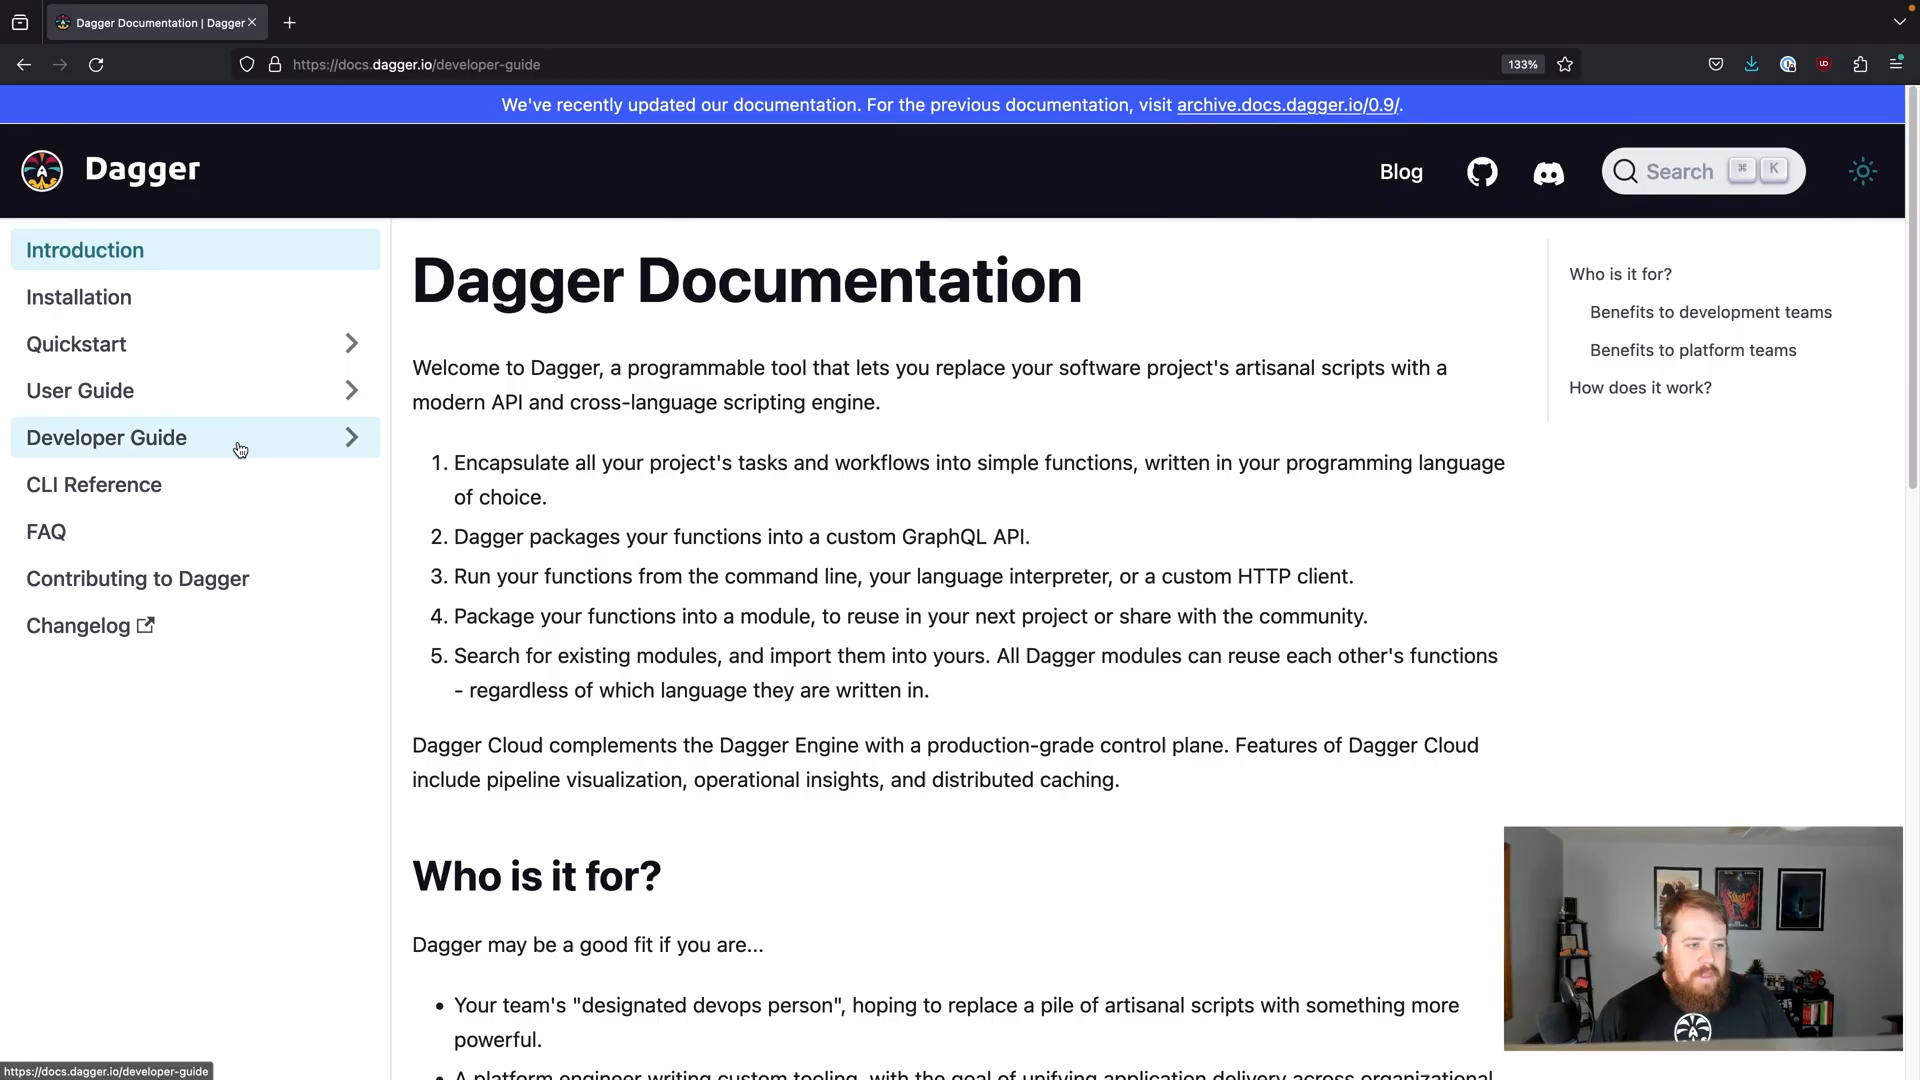 Dagger Documentation | Dagger
https://docs.dagger.io/developer-guide
133%
We've recently updated our documentation. For the previous documentation, visit archive.docs.dagger.io/0.9/.
Dagger
Blog
Search ⌘ K
Introduction
Installation
Quickstart
User Guide
Developer Guide
CLI Reference
FAQ
Contributing to Dagger
Changelog
Dagger Documentation
Welcome to Dagger, a programmable tool that lets you replace your software project's artisanal scripts with a
modern API and cross-language scripting engine.
1. Encapsulate all your project's tasks and workflows into simple functions, written in your programming language
of choice.
2. Dagger packages your functions into a custom GraphQL API.
3. Run your functions from the command line, your language interpreter, or a custom HTTP client.
4. Package your functions into a module, to reuse in your next project or share with the community.
5. Search for existing modules, and import them into yours. All Dagger modules can reuse each other's functions
- regardless of which language they are written in.
Dagger Cloud complements the Dagger Engine with a production-grade control plane. Features of Dagger Cloud
include pipeline visualization, operational insights, and distributed caching.
Who is it for?
Dagger may be a good fit if you are...
• Your team's "designated devops person", hoping to replace a pile of artisanal scripts with something more
powerful.
• A platform engineer writing custom tooling, with the goal of unifying application delivery across organizational
Who is it for?
Benefits to development teams
Benefits to platform teams
How does it work?
https://docs.dagger.io/developer-guide